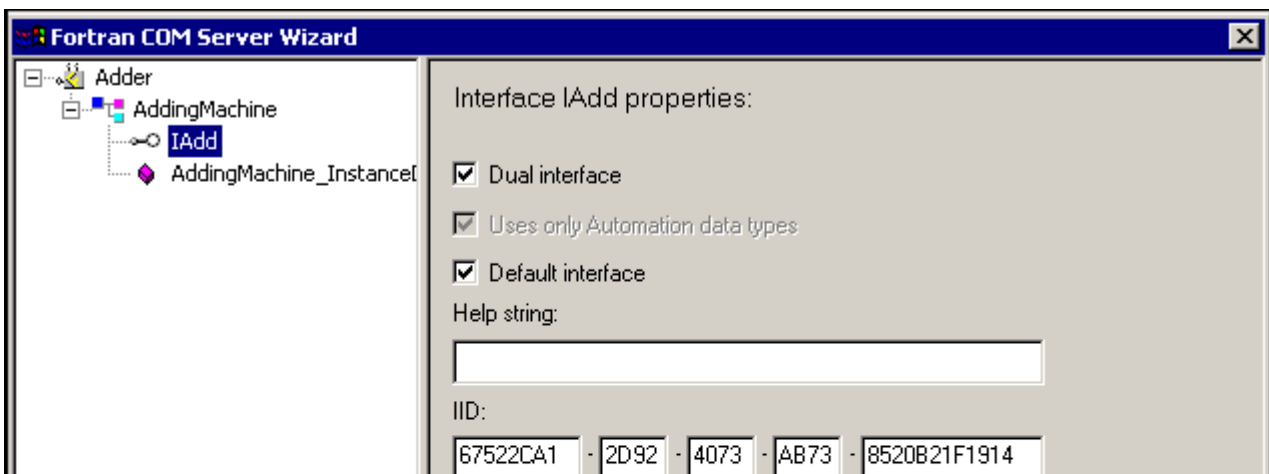 Fortran COM Server Wizard
Adder
AddingMachine
IAdd
AddingMachine_Instance
Interface IAdd properties:
Dual interface
Uses only Automation data types
Default interface
Help string:
IID:
67522CA1 - 2D92 - 4073 - AB73 - 8520B21F1914